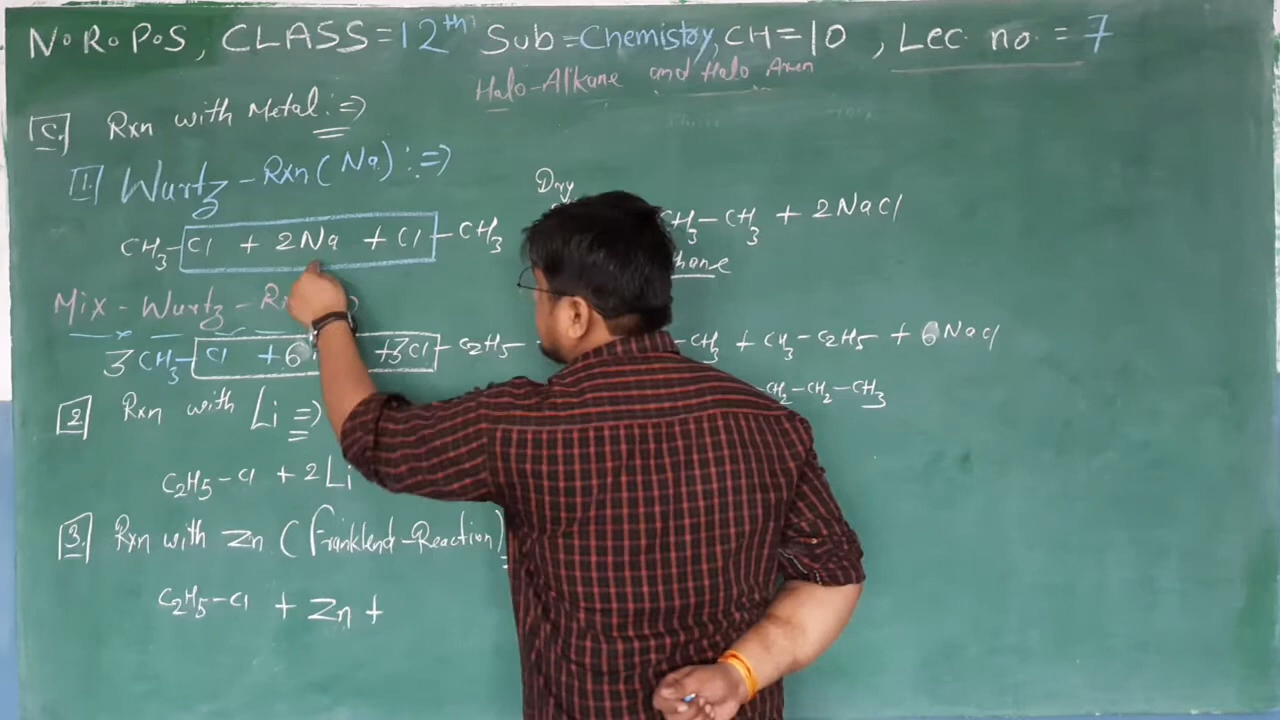 N.R.P.S, CLASS=12th Sub=Chemistry, CH=10, Lec no. = 7
Halo-Alkane and Halo Aren
C. Rxn with Metal :⇒
1. Wurtz-Rxn (Na) :⇒
Dry
CH3-Cl + 2Na + Cl-CH3 CH3-CH3 + 2NaCl
Mix-Wurtz-
3CH3-Cl +6 +3Cl-C2H5 -CH3 + CH3-C2H5 + 6NaCl
CH2-CH2-CH3
2 Rxn with Li ⇒
C2H5-Cl + 2Li
3. Rxn with Zn (Franklend-Reaction)
C2H5-Cl + Zn +